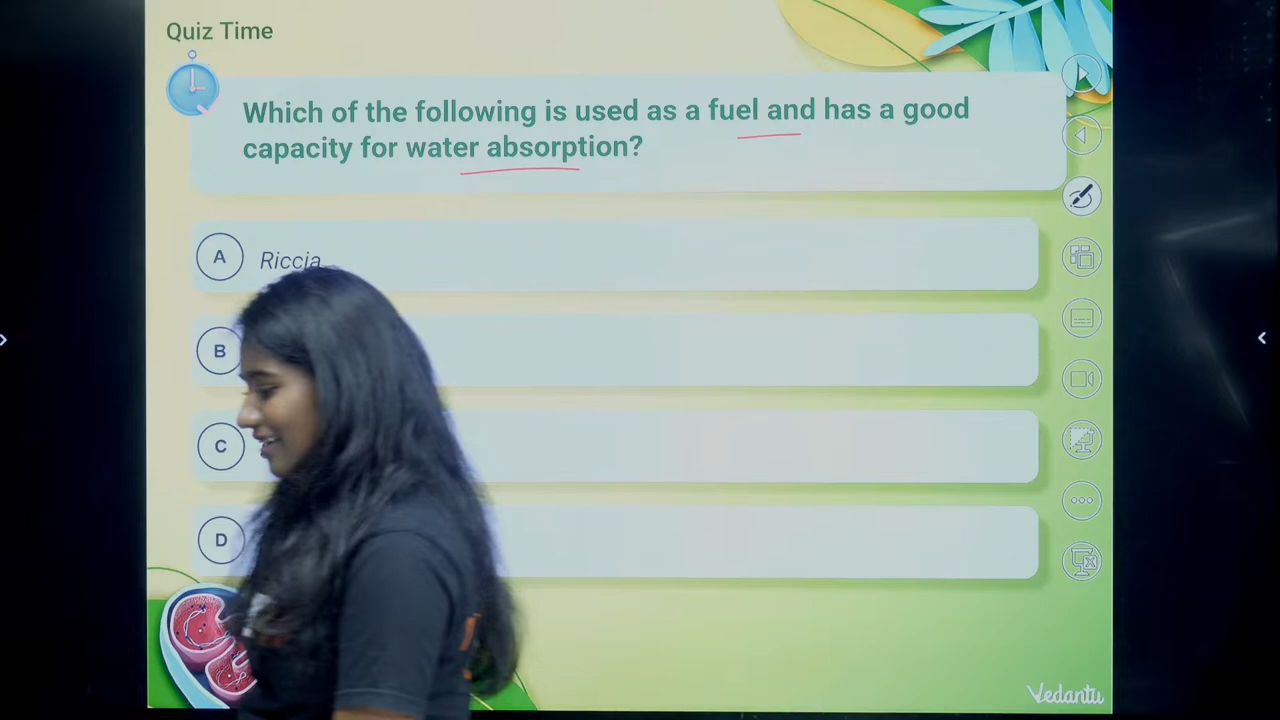 Quiz Time
Which of the following is used as a fuel and has a good
capacity for water absorption?
A Riccia
B
C
D
Vedantu